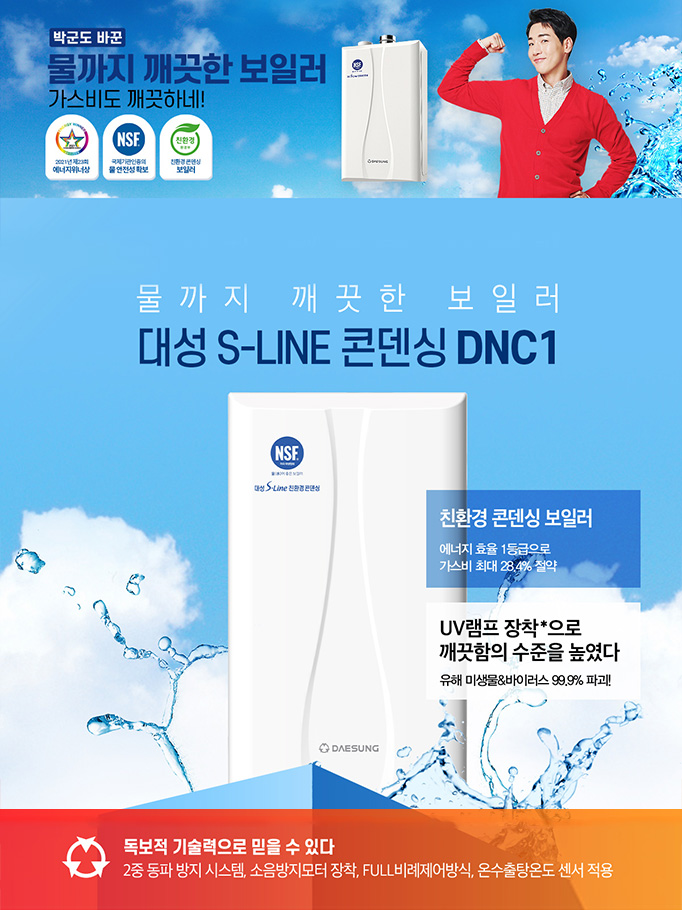 박군도 바꾼
물까지 깨끗한 보일러
가스비도 깨끗하네!
2021년 제23회
에너지위너상
NSF.
국제기관인증의
물 안전성 확보
친환경
친환경 콘덴싱
보일러
NSF
DAESUNG
물까지 깨끗한 보일러
대성 S-LINE 콘덴싱 DNC1
NSF.
대성 S-Line 친환경콘덴싱
친환경 콘덴싱 보일러
에너지 효율 1등급으로
가스비 최대 28.4% 절약
UV램프 장착*으로
깨끗함의 수준을 높였다
유해 미생물&바이러스 99.9% 파괴!
DAESUNG
독보적 기술력으로 믿을 수 있다
2중 동파 방지 시스템, 소음방지모터 장착, FULL비례제어방식, 온수출탕온도 센서 적용